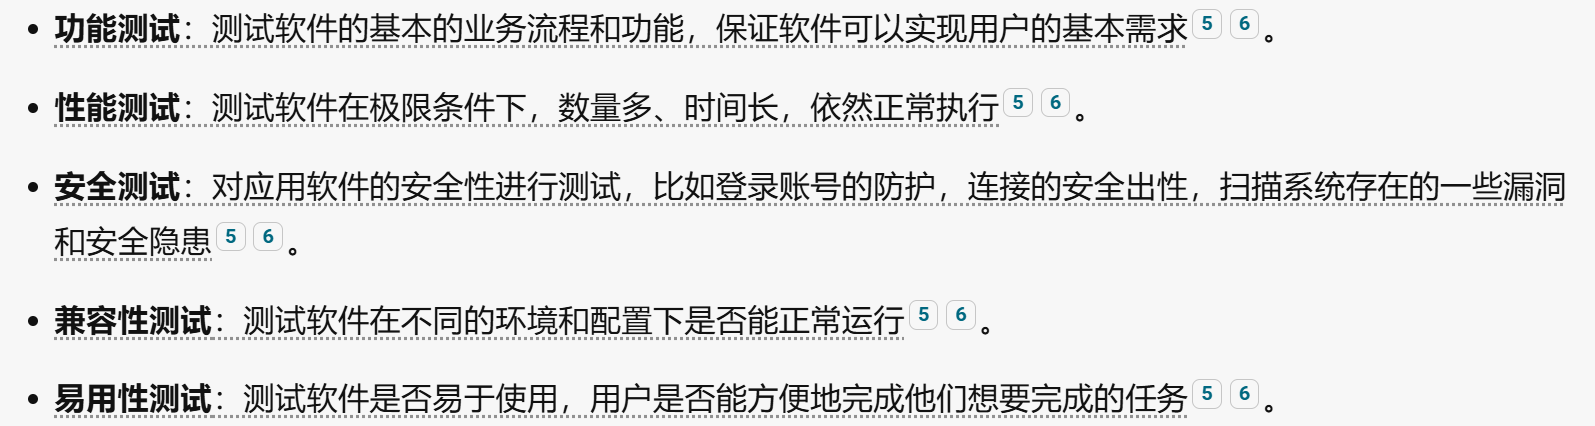 • 功能测试：测试软件的基本的业务流程和功能，保证软件可以实现用户的基本需求 5 6 。
• 性能测试：测试软件在极限条件下，数量多、时间长，依然正常执行 5 6 。
• 安全测试：对应用软件的安全性进行测试，比如登录账号的防护，连接的安全出性，扫描系统存在的一些漏洞
和安全隐患 5 6 。
• 兼容性测试：测试软件在不同的环境和配置下是否能正常运行 5 6 。
• 易用性测试：测试软件是否易于使用，用户是否能方便地完成他们想要完成的任务 5 6 。